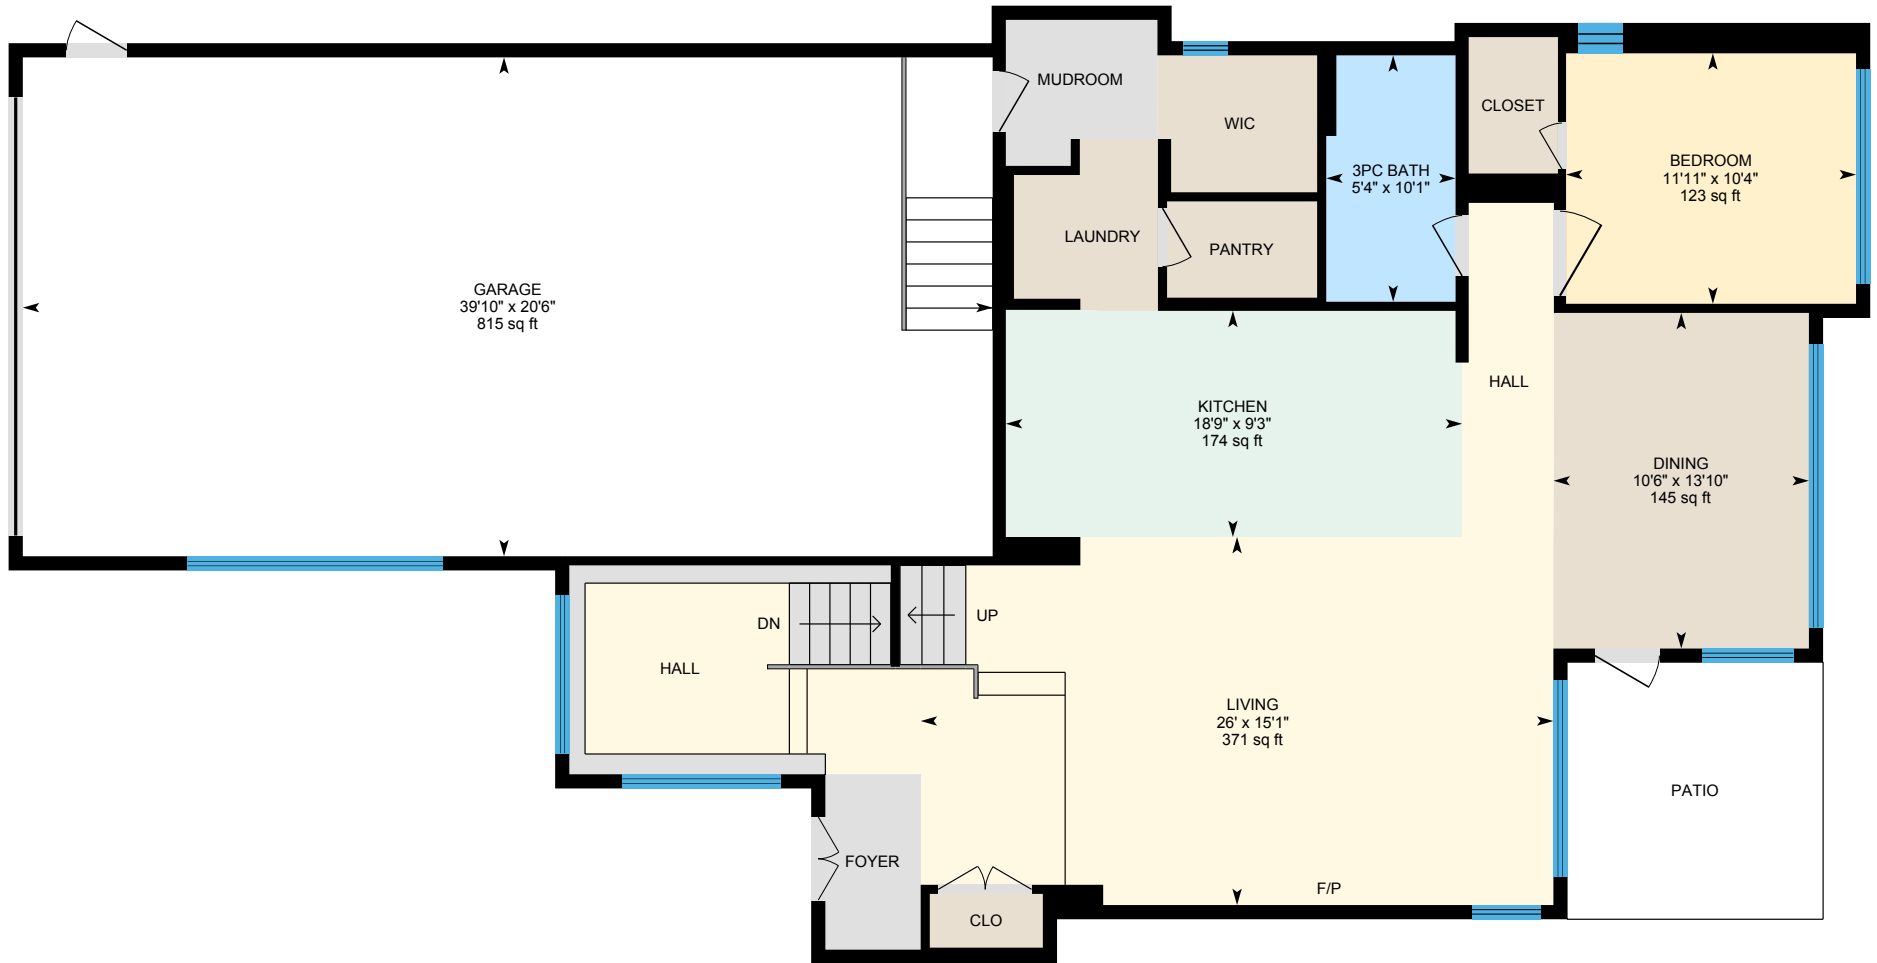 MUDROOM
WIC
CLOSET
3PC BATH
5'4" x 10'1"
BEDROOM
11'11" x 10'4"
123 sq ft
LAUNDRY
PANTRY
GARAGE
39'10" x 20'6"
815 sq ft
HALL
KITCHEN
18'9" x 9'3"
174 sq ft
DINING
10'6" x 13'10"
145 sq ft
DN
UP
HALL
LIVING
26' x 15'1"
371 sq ft
PATIO
FOYER
F/P
CLO